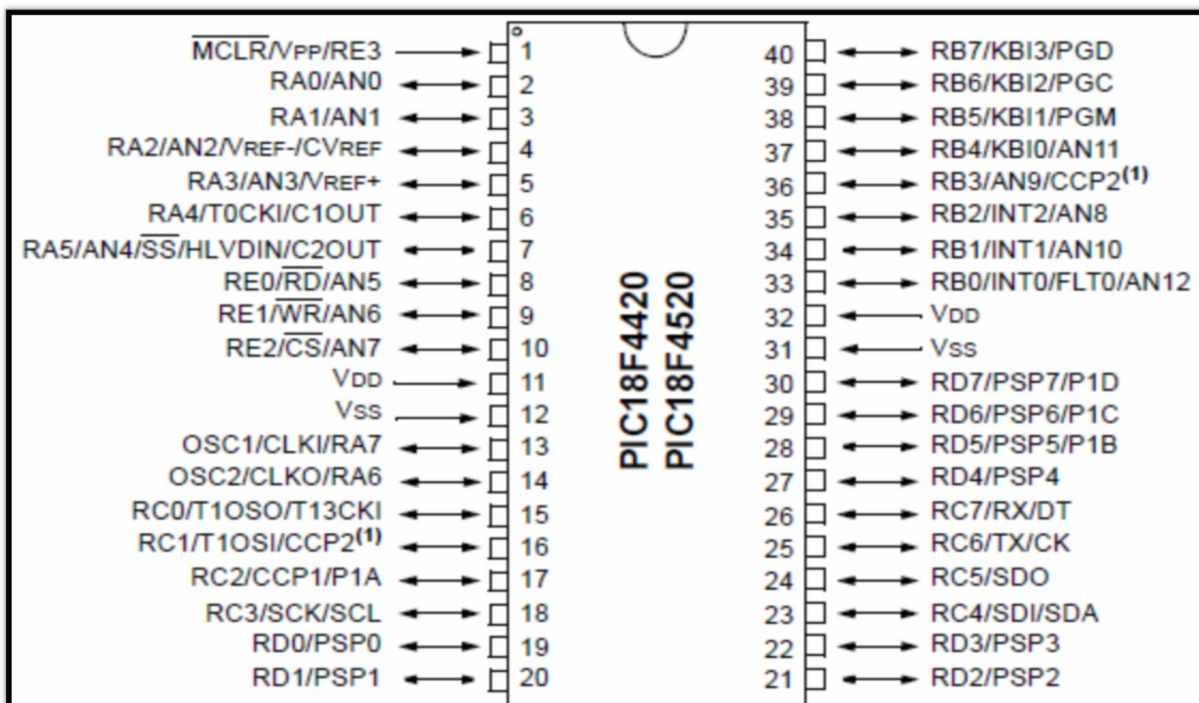 MCLR/VPP/RE3 1
RA0/AN0 2
RA1/AN1 3
RA2/AN2/VREF-/CVREF 4
RA3/AN3/VREF+ 5
RA4/T0CKI/C1OUT 6
RA5/AN4/SS/HLVDIN/C2OUT 7
RE0/RD/AN5 8
RE1/WR/AN6 9
RE2/CS/AN7 10
VDD 11
VSS 12
OSC1/CLKI/RA7 13
OSC2/CLKO/RA6 14
RC0/T1OSO/T13CKI 15
RC1/T1OSI/CCP2(1) 16
RC2/CCP1/P1A 17
RC3/SCK/SCL 18
RD0/PSP0 19
RD1/PSP1 20
PIC18F4420
PIC18F4520
40 RB7/KBI3/PGD
39 RB6/KBI2/PGC
38 RB5/KBI1/PGM
37 RB4/KBI0/AN11
36 RB3/AN9/CCP2(1)
35 RB2/INT2/AN8
34 RB1/INT1/AN10
33 RB0/INT0/FLT0/AN12
32 VDD
31 VSS
30 RD7/PSP7/P1D
29 RD6/PSP6/P1C
28 RD5/PSP5/P1B
27 RD4/PSP4
26 RC7/RX/DT
25 RC6/TX/CK
24 RC5/SDO
23 RC4/SDI/SDA
22 RD3/PSP3
21 RD2/PSP2